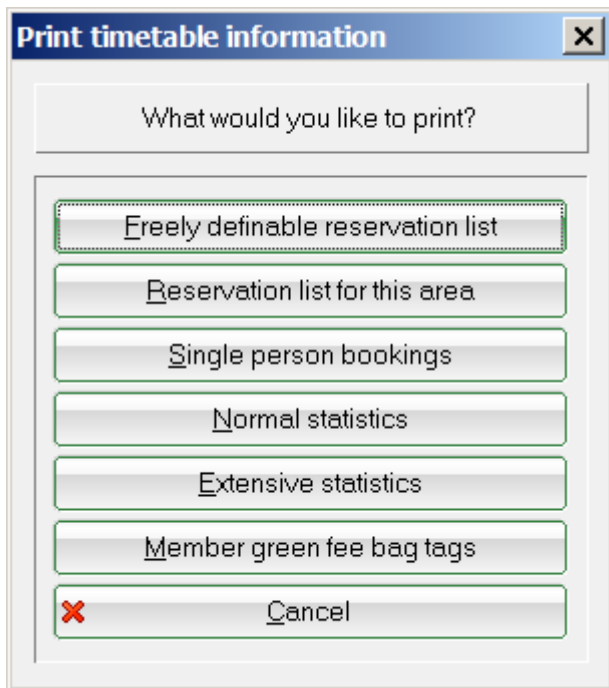 Print timetable information
What would you like to print?
Freely definable reservation list
Reservation list for this area
Single person bookings
Normal statistics
Extensive statistics
Member green fee bag tags
Cancel